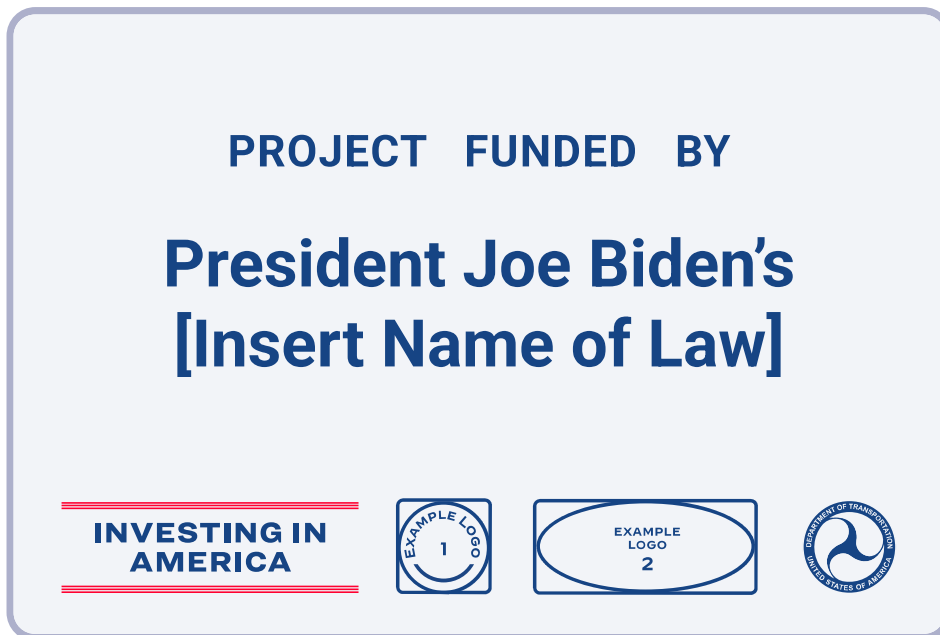 PROJECT FUNDED BY
President Joe Biden’s
[Insert Name of Law]
INVESTING IN
AMERICA
EXAMPLE LOGO
1
EXAMPLE
LOGO
2
DEPARTMENT OF TRANSPORTATION
UNITED STATES OF AMERICA